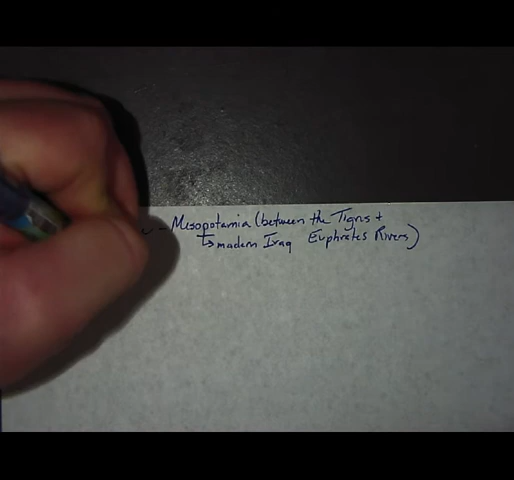 - Mesopotamia (between the Tigris +
↳ modern Iraq Euphrates Rivers)